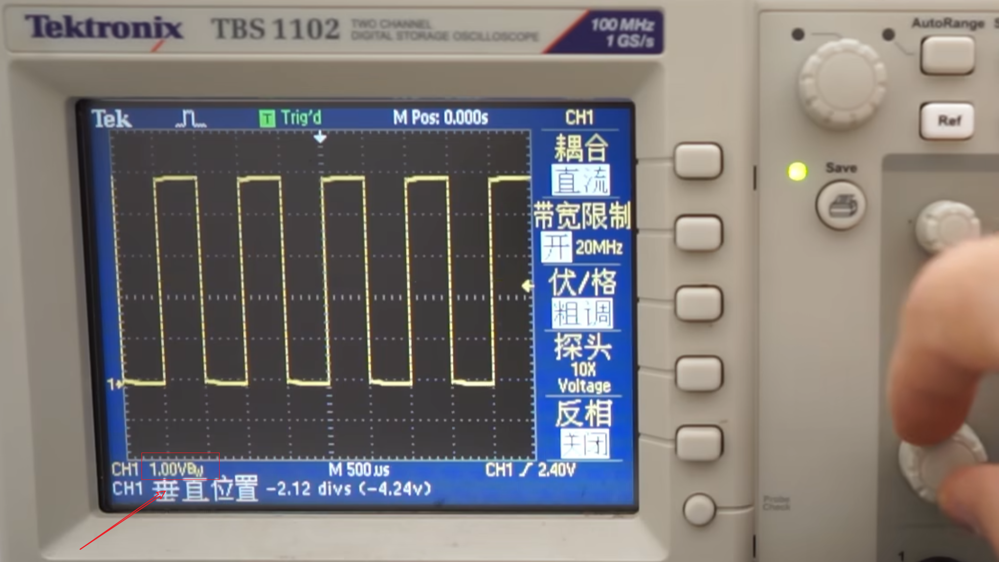 Tektronix TBS 1102 TWO CHANNEL DIGITAL STORAGE OSCILLOSCOPE
100 MHz
1 GS/s
AutoRange
Ref
Save
Tek T Trig'd M Pos: 0.000s CH1
耦合
直流
带宽限制
开 20MHz
伏/格
粗调
探头
10X
Voltage
反相
关闭
1
CH1 1.00VBW M 500us CH1 2.40V
CH1 垂直位置 -2.12 divs (-4.24v)
Probe
Check
1